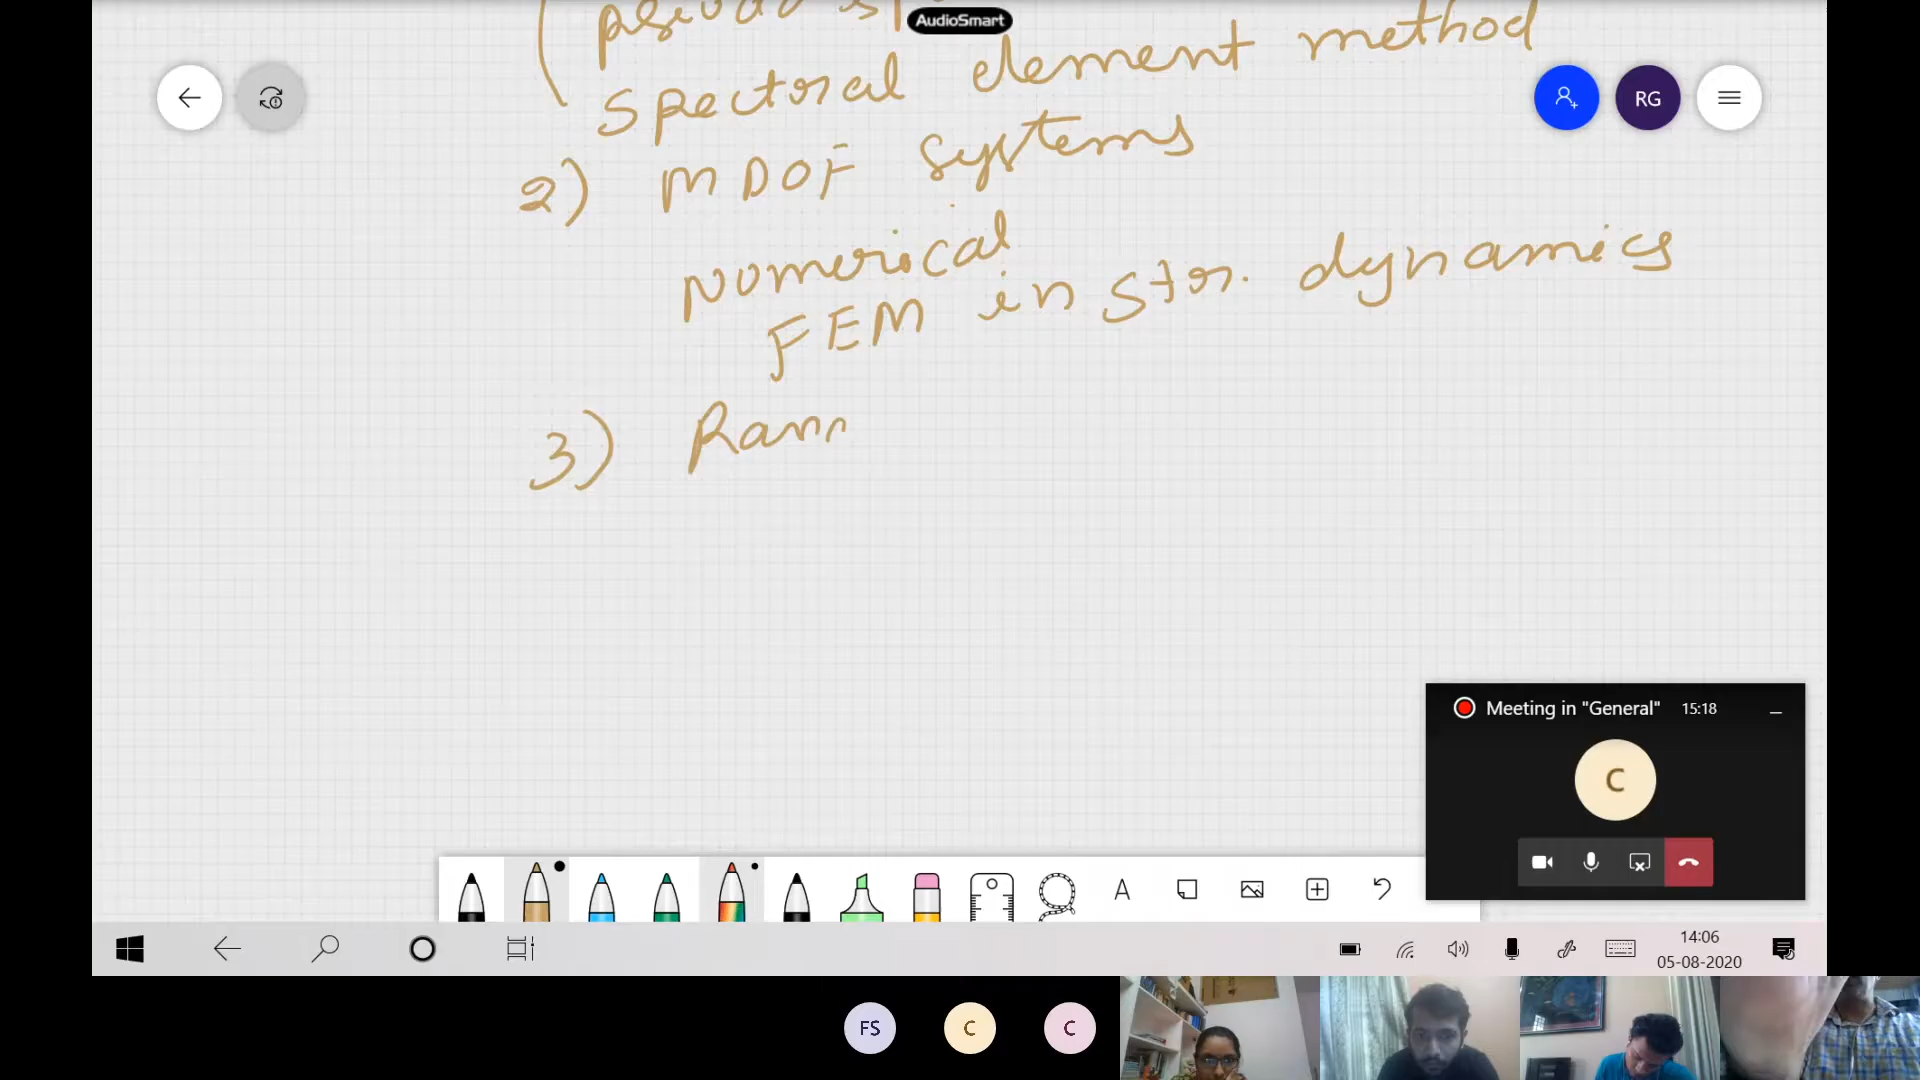 AudioSmart
spectral element method
2) MDOF systems
Numerical
FEM in str. dynamics
3) Ran
RG
Meeting in "General" 15:18
C
A
14:06
05-08-2020
FS C C